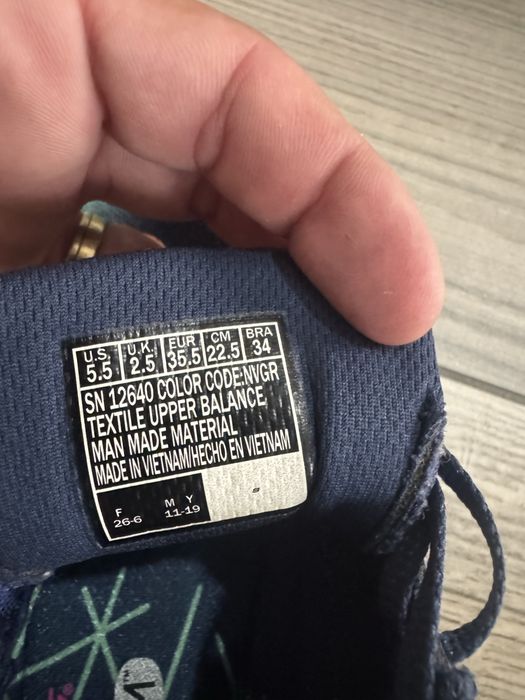 U.S. U.K. EUR CM BRA
5.5 2.5 35.5 22.5 34
SN 12640 COLOR CODE:NVGR
TEXTILE UPPER BALANCE
MAN MADE MATERIAL
MADE IN VIETNAM/HECHO EN VIETNAM
F M Y
26-6 11-19